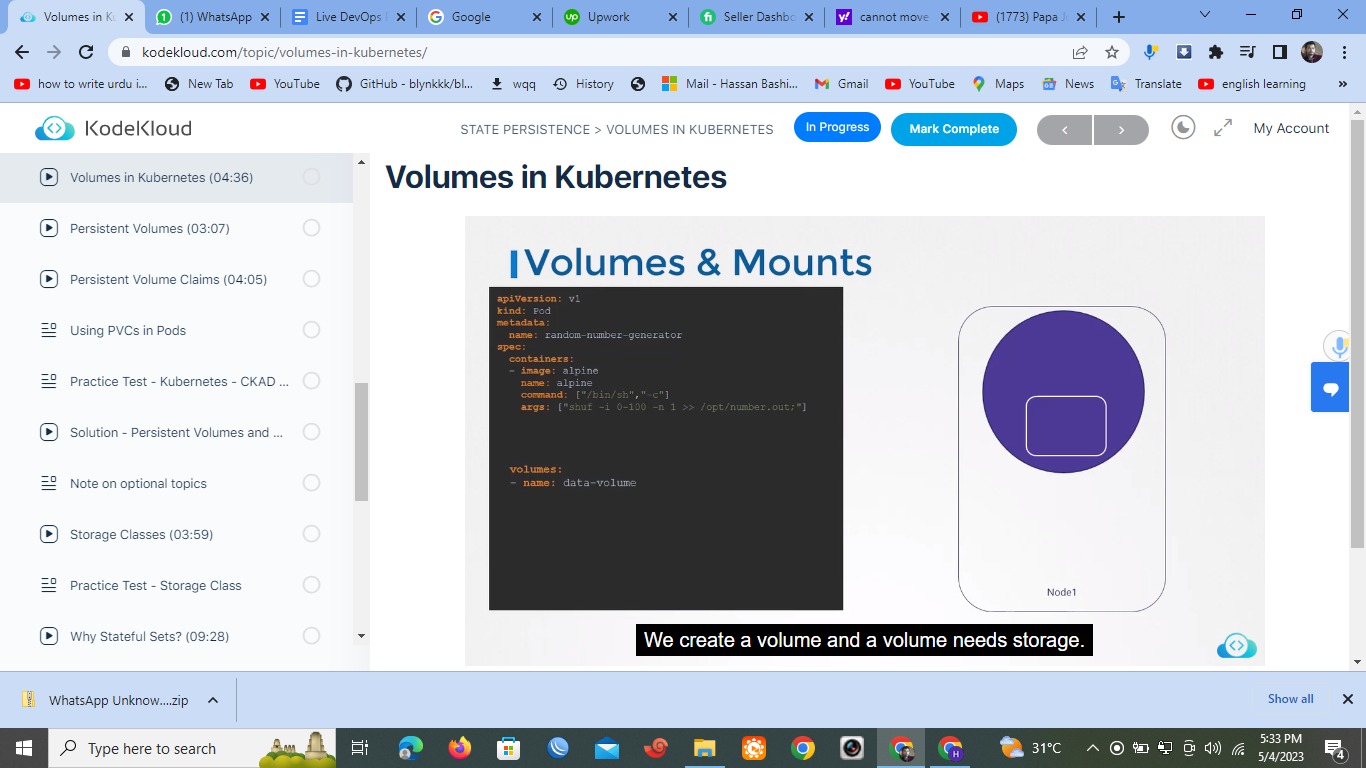 Volumes in Ku
(1) WhatsApp
Live DevOps
Google
Upwork
Seller Dashbo
cannot move
(1773) Papa J
kodekloud.com/topic/volumes-in-kubernetes/
how to write urdu i...
New Tab
YouTube
GitHub - blynkkk/bl...
wqq
History
Mail - Hassan Bashi...
Gmail
YouTube
Maps
News
Translate
english learning
KodeKloud
STATE PERSISTENCE > VOLUMES IN KUBERNETES
In Progress
Mark Complete
My Account
Volumes in Kubernetes (04:36)
Persistent Volumes (03:07)
Persistent Volume Claims (04:05)
Using PVCs in Pods
Practice Test - Kubernetes - CKAD ...
Solution - Persistent Volumes and ...
Note on optional topics
Storage Classes (03:59)
Practice Test - Storage Class
Why Stateful Sets? (09:28)
Volumes in Kubernetes
Volumes & Mounts
apiVersion: v1
kind: Pod
metadata:
name: random-number-generator
spec:
containers:
- image: alpine
name: alpine
command: ["/bin/sh","-c"]
args: ["shuf -i 0-100 -n 1 >> /opt/number.out;"]
volumes:
- name: data-volume
Node1
We create a volume and a volume needs storage.
WhatsApp Unknow....zip
Show all
Type here to search
31°C
5:33 PM
5/4/2023
4